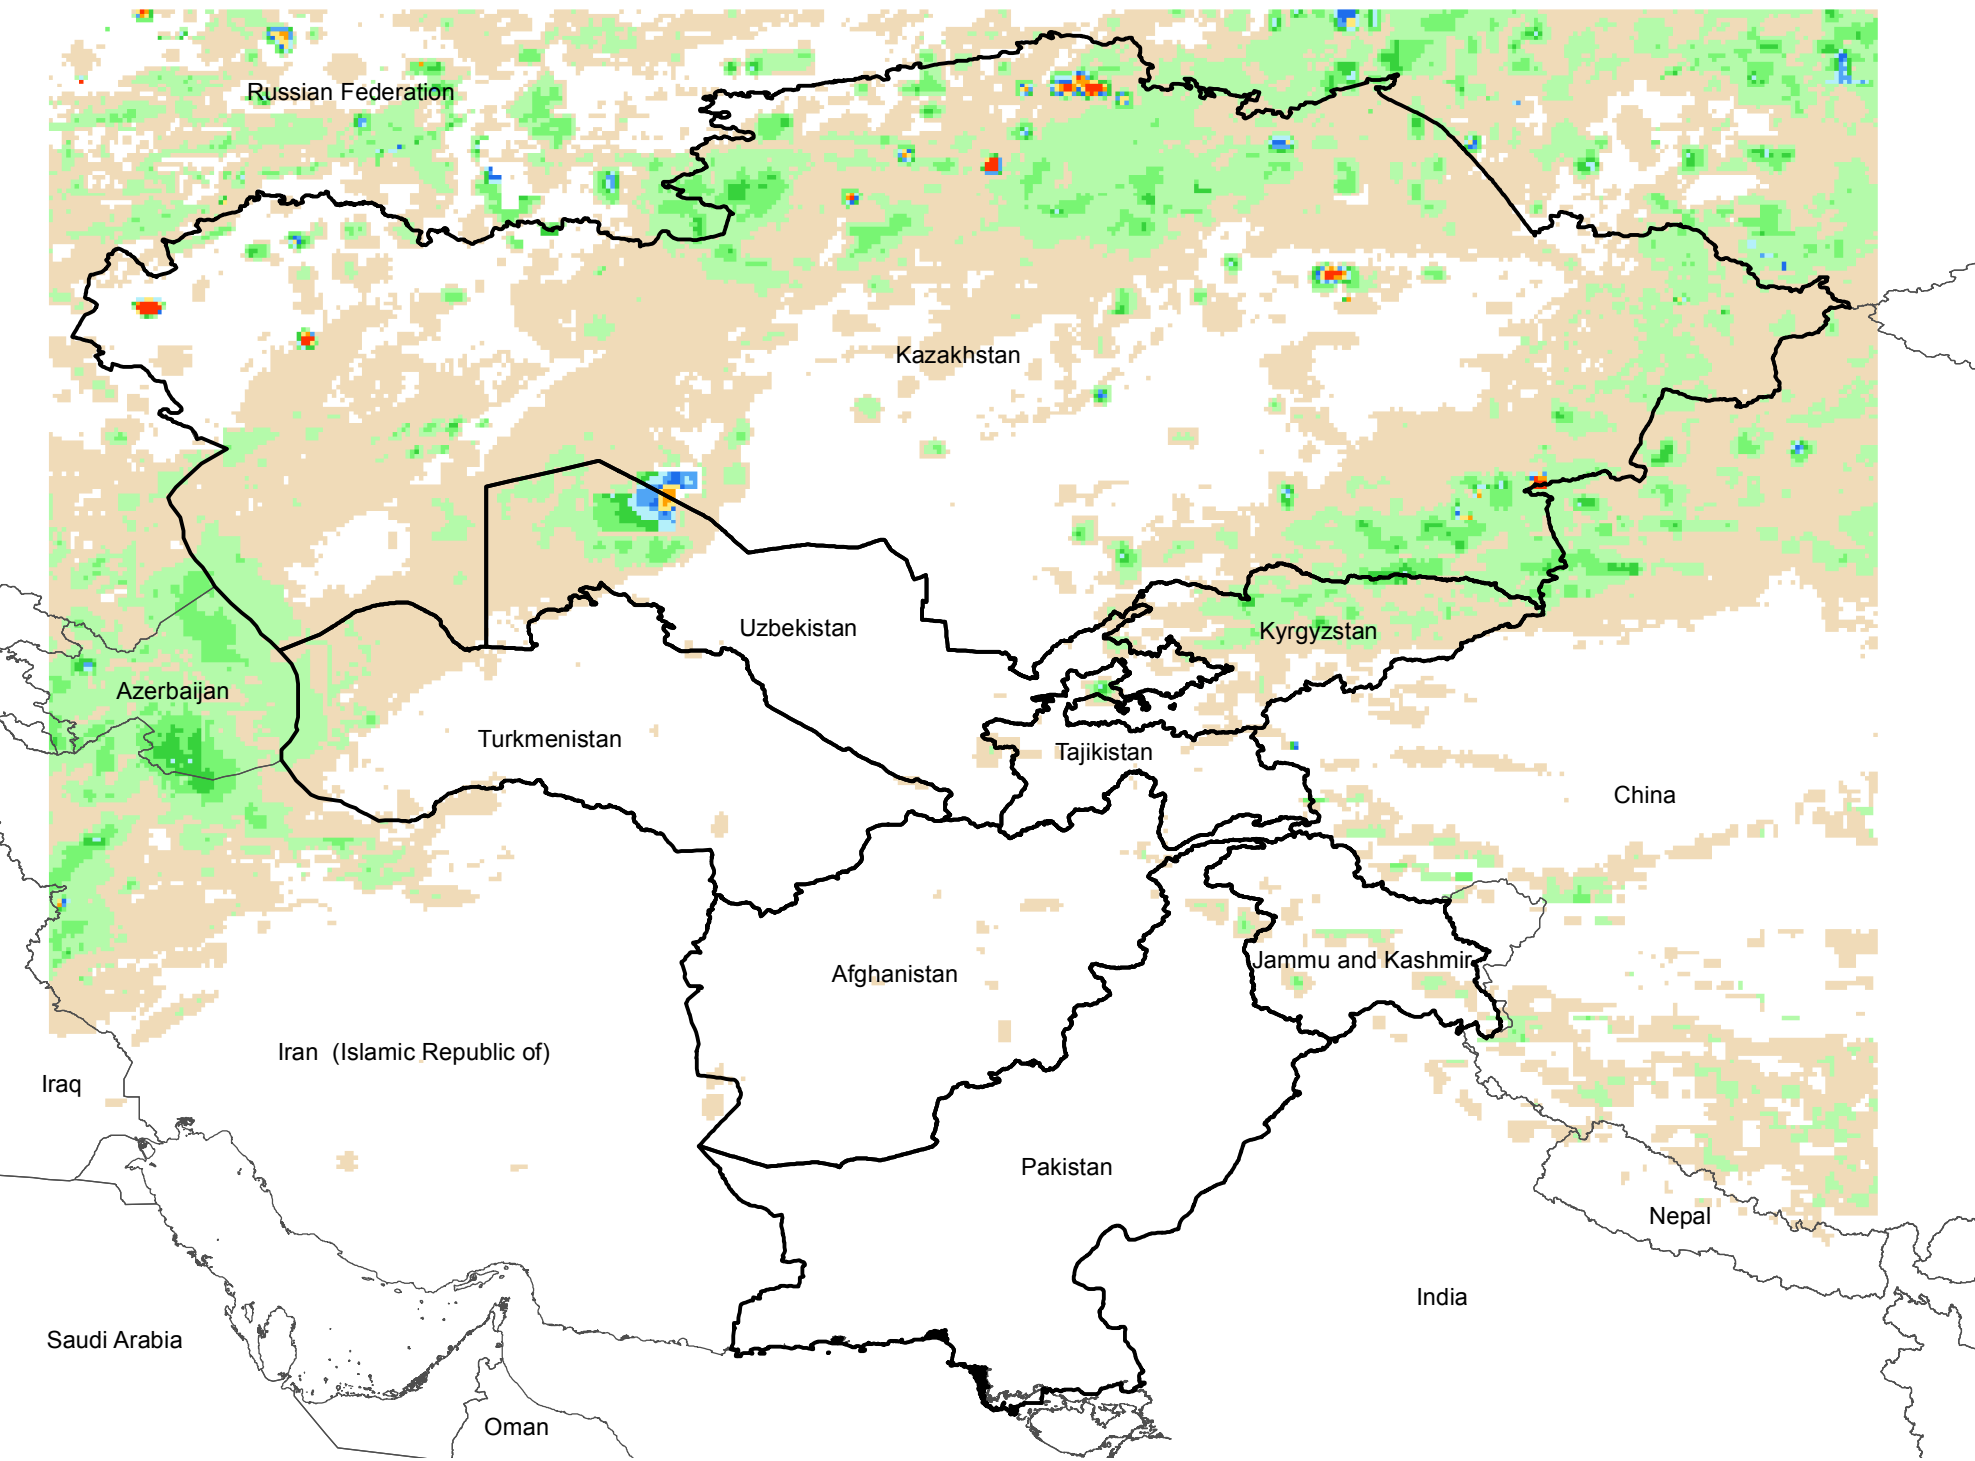 Russian Federation
Kazakhstan
Uzbekistan
Kyrgyzstan
Azerbaijan
Turkmenistan
Tajikistan
China
Jammu and Kashmir
Afghanistan
Iran (Islamic Republic of)
Iraq
Pakistan
Nepal
India
Saudi Arabia
Oman